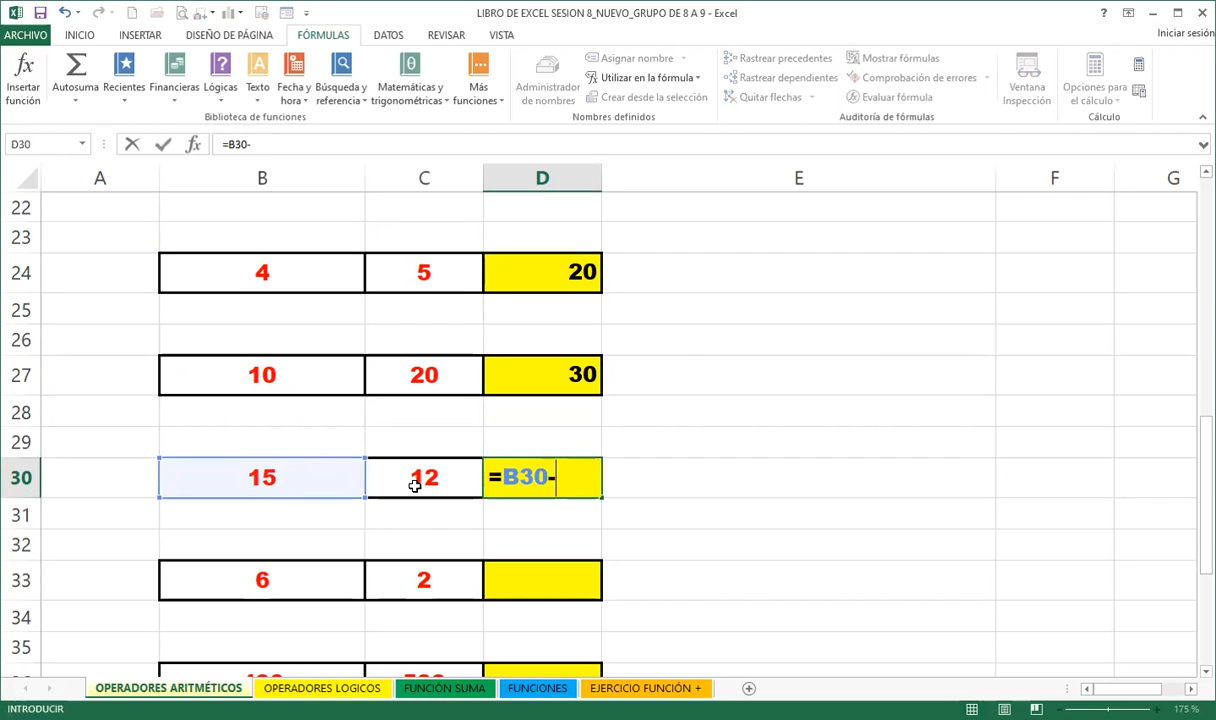 LIBRO DE EXCEL SESION 8_NUEVO_GRUPO DE 8 A 9 - Excel
ARCHIVO INICIO INSERTAR DISEÑO DE PÁGINA FÓRMULAS DATOS REVISAR VISTA Iniciar sesión
Insertar función
Autosuma
Recientes
Financieras
Lógicas
Texto
Fecha y hora
Búsqueda y referencia
Matemáticas y trigonométricas
Más funciones
Biblioteca de funciones
Administrador de nombres
Asignar nombre
Utilizar en la fórmula
Crear desde la selección
Nombres definidos
Rastrear precedentes
Rastrear dependientes
Quitar flechas
Mostrar fórmulas
Comprobación de errores
Evaluar fórmula
Auditoría de fórmulas
Ventana Inspección
Opciones para el cálculo
Cálculo
D30 fx =B30-
A B C D E F G
22
23
24 4 5 20
25
26
27 10 20 30
28
29
30 15 12 =B30-
31
32
33 6 2
34
35
OPERADORES ARITMÉTICOS OPERADORES LOGICOS FUNCIÓN SUMA FUNCIONES EJERCICIO FUNCIÓN +
INTRODUCIR 175 %